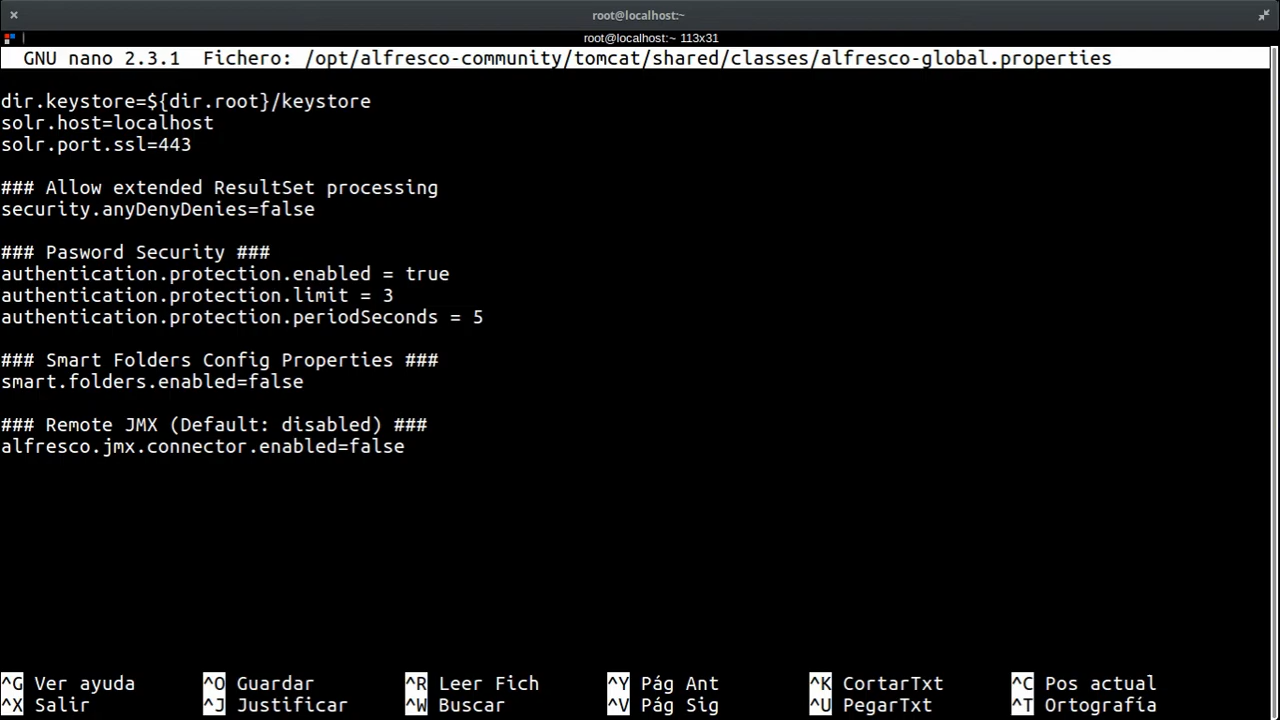 root@localhost:~
root@localhost:~ 113x31
GNU nano 2.3.1 Fichero: /opt/alfresco-community/tomcat/shared/classes/alfresco-global.properties
dir.keystore=${dir.root}/keystore
solr.host=localhost
solr.port.ssl=443
### Allow extended ResultSet processing
security.anyDenyDenies=false
### Pasword Security ###
authentication.protection.enabled = true
authentication.protection.limit = 3
authentication.protection.periodSeconds = 5
### Smart Folders Config Properties ###
smart.folders.enabled=false
### Remote JMX (Default: disabled) ###
alfresco.jmx.connector.enabled=false
^G Ver ayuda ^O Guardar ^R Leer Fich ^Y Pág Ant ^K CortarTxt ^C Pos actual
^X Salir ^J Justificar ^W Buscar ^V Pág Sig ^U PegarTxt ^T Ortografía